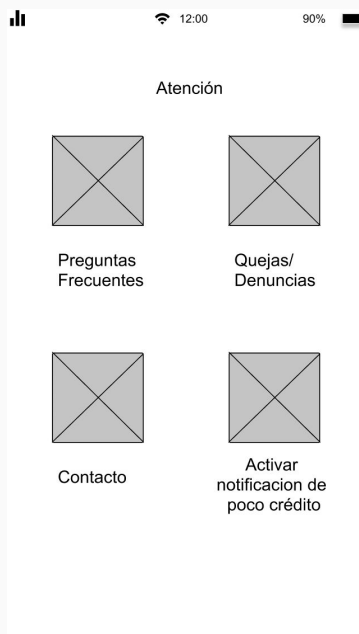 12:00 90%
Atención
Preguntas
Frecuentes
Quejas/
Denuncias
Contacto
Activar
notificacion de
poco crédito